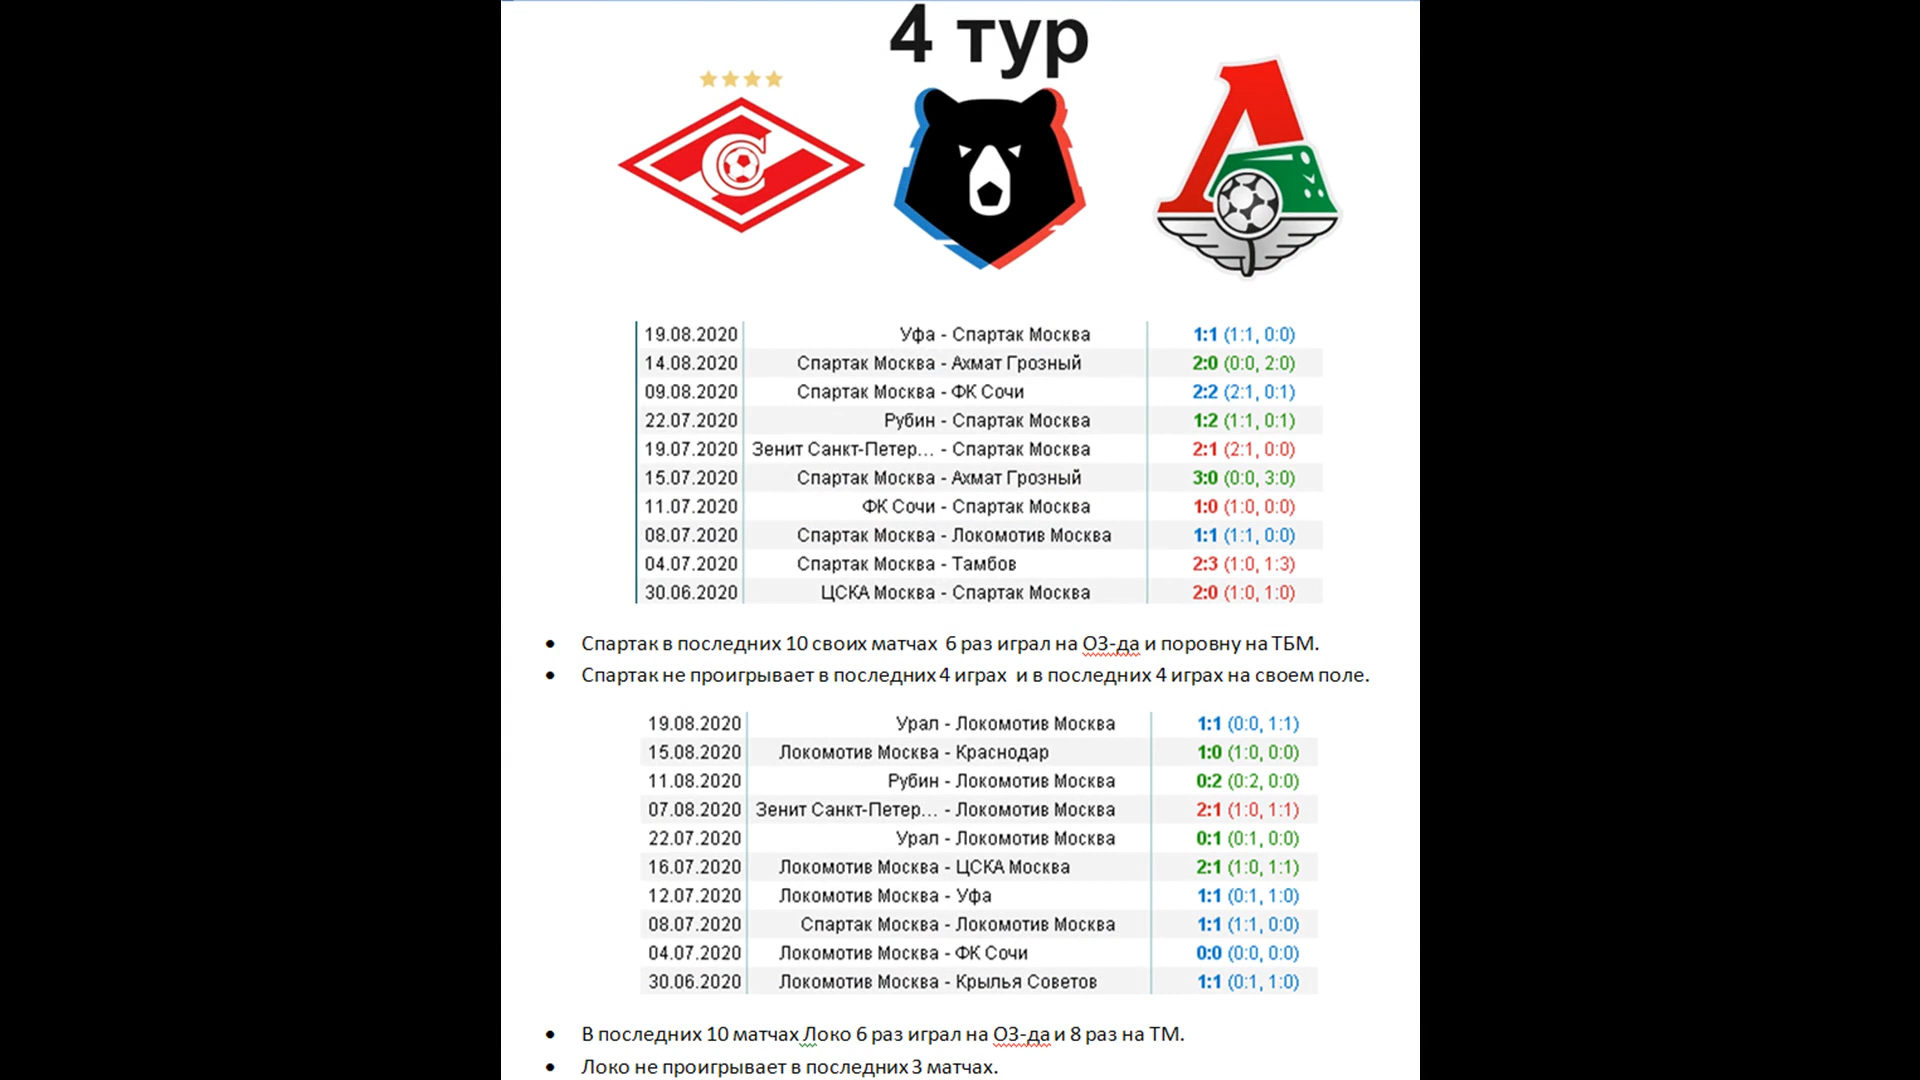 4 тур
19.08.2020 Уфа - Спартак Москва 1:1 (1:1, 0:0)
14.08.2020 Спартак Москва - Ахмат Грозный 2:0 (0:0, 2:0)
09.08.2020 Спартак Москва - ФК Сочи 2:2 (2:1, 0:1)
22.07.2020 Рубин - Спартак Москва 1:2 (1:1, 0:1)
19.07.2020 Зенит Санкт-Петер... - Спартак Москва 2:1 (2:1, 0:0)
15.07.2020 Спартак Москва - Ахмат Грозный 3:0 (0:0, 3:0)
11.07.2020 ФК Сочи - Спартак Москва 1:0 (1:0, 0:0)
08.07.2020 Спартак Москва - Локомотив Москва 1:1 (1:1, 0:0)
04.07.2020 Спартак Москва - Тамбов 2:3 (1:0, 1:3)
30.06.2020 ЦСКА Москва - Спартак Москва 2:0 (1:0, 1:0)
• Спартак в последних 10 своих матчах 6 раз играл на ОЗ-да и поровну на ТБМ.
• Спартак не проигрывает в последних 4 играх и в последних 4 играх на своем поле.
19.08.2020 Урал - Локомотив Москва 1:1 (0:0, 1:1)
15.08.2020 Локомотив Москва - Краснодар 1:0 (1:0, 0:0)
11.08.2020 Рубин - Локомотив Москва 0:2 (0:2, 0:0)
07.08.2020 Зенит Санкт-Петер... - Локомотив Москва 2:1 (1:0, 1:1)
22.07.2020 Урал - Локомотив Москва 0:1 (0:1, 0:0)
16.07.2020 Локомотив Москва - ЦСКА Москва 2:1 (1:0, 1:1)
12.07.2020 Локомотив Москва - Уфа 1:1 (0:1, 1:0)
08.07.2020 Спартак Москва - Локомотив Москва 1:1 (1:1, 0:0)
04.07.2020 Локомотив Москва - ФК Сочи 0:0 (0:0, 0:0)
30.06.2020 Локомотив Москва - Крылья Советов 1:1 (0:1, 1:0)
• В последних 10 матчах Локо 6 раз играл на ОЗ-да и 8 раз на ТМ.
• Локо не проигрывает в последних 3 матчах.